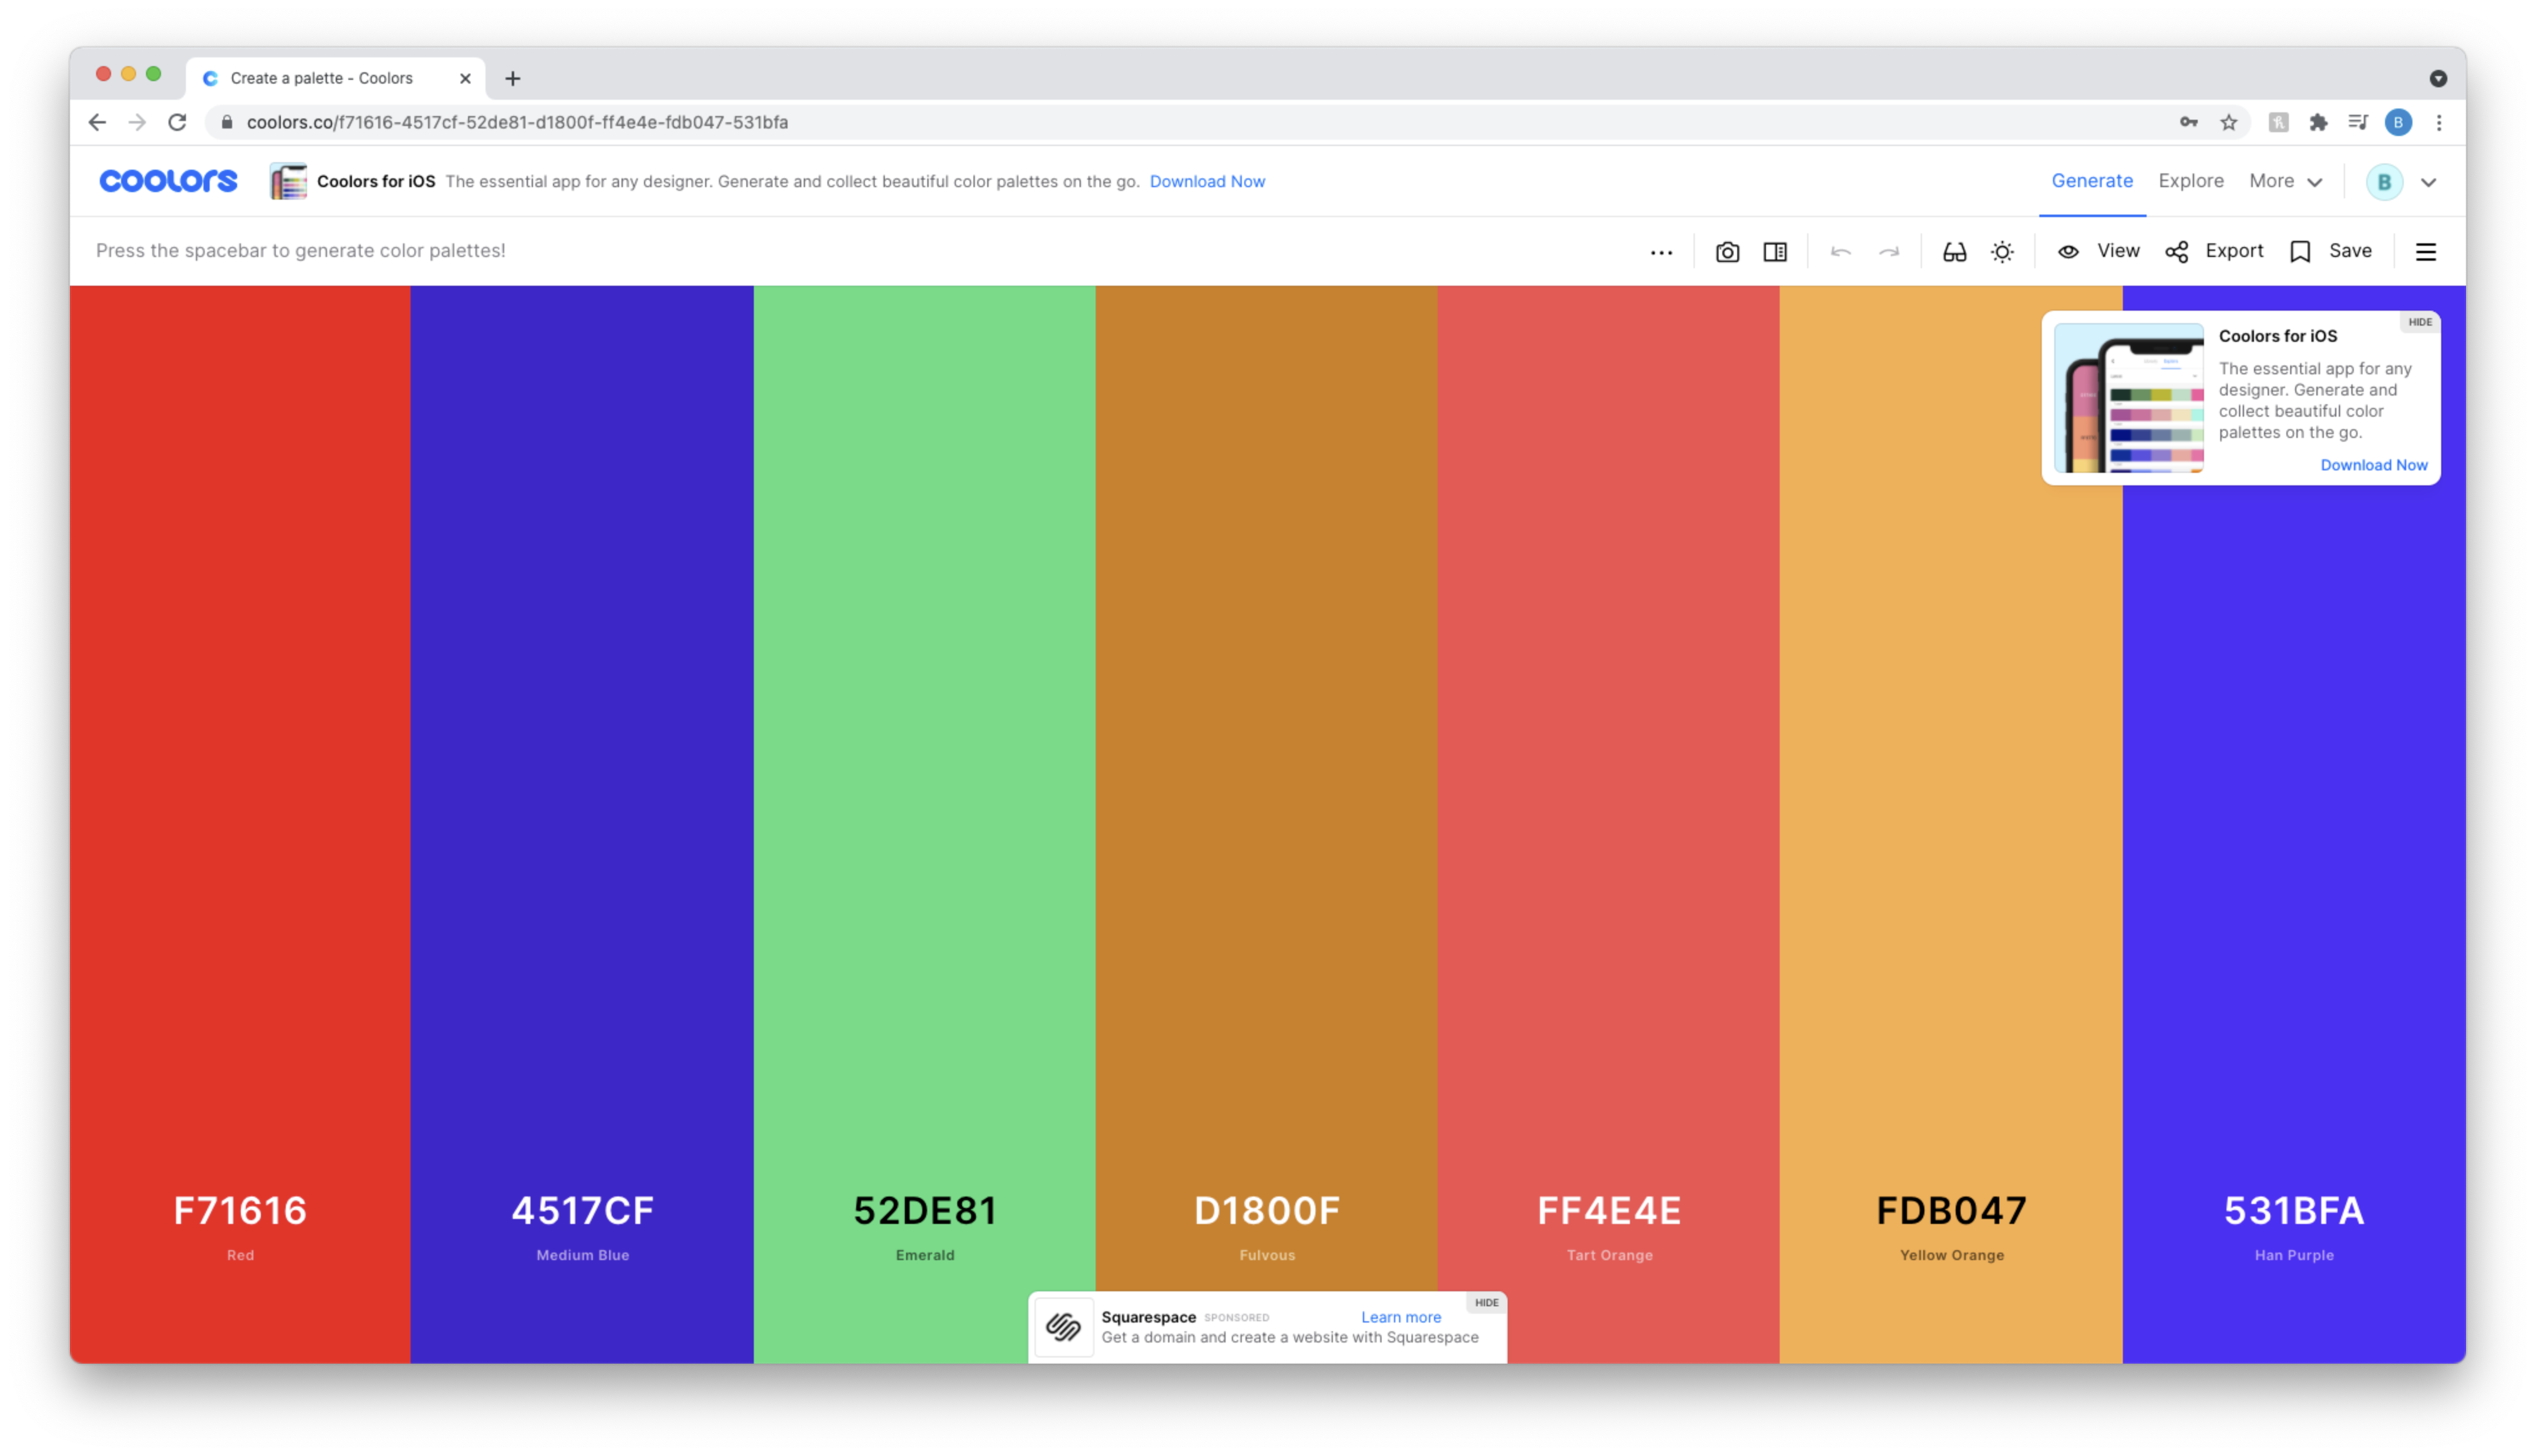 Create a palette - Coolors
coolors.co/f71616-4517cf-52de81-d1800f-ff4e4e-fdb047-531bfa
B
coolors
Coolors for iOS The essential app for any designer. Generate and collect beautiful color palettes on the go. Download Now
Generate Explore More B
Press the spacebar to generate color palettes!
View Export Save
HIDE
Coolors for iOS
The essential app for any
designer. Generate and
collect beautiful color
palettes on the go.
Download Now
F71616
Red
4517CF
Medium Blue
52DE81
Emerald
D1800F
Fulvous
FF4E4E
Tart Orange
FDB047
Yellow Orange
531BFA
Han Purple
HIDE
Squarespace SPONSORED Learn more
Get a domain and create a website with Squarespace